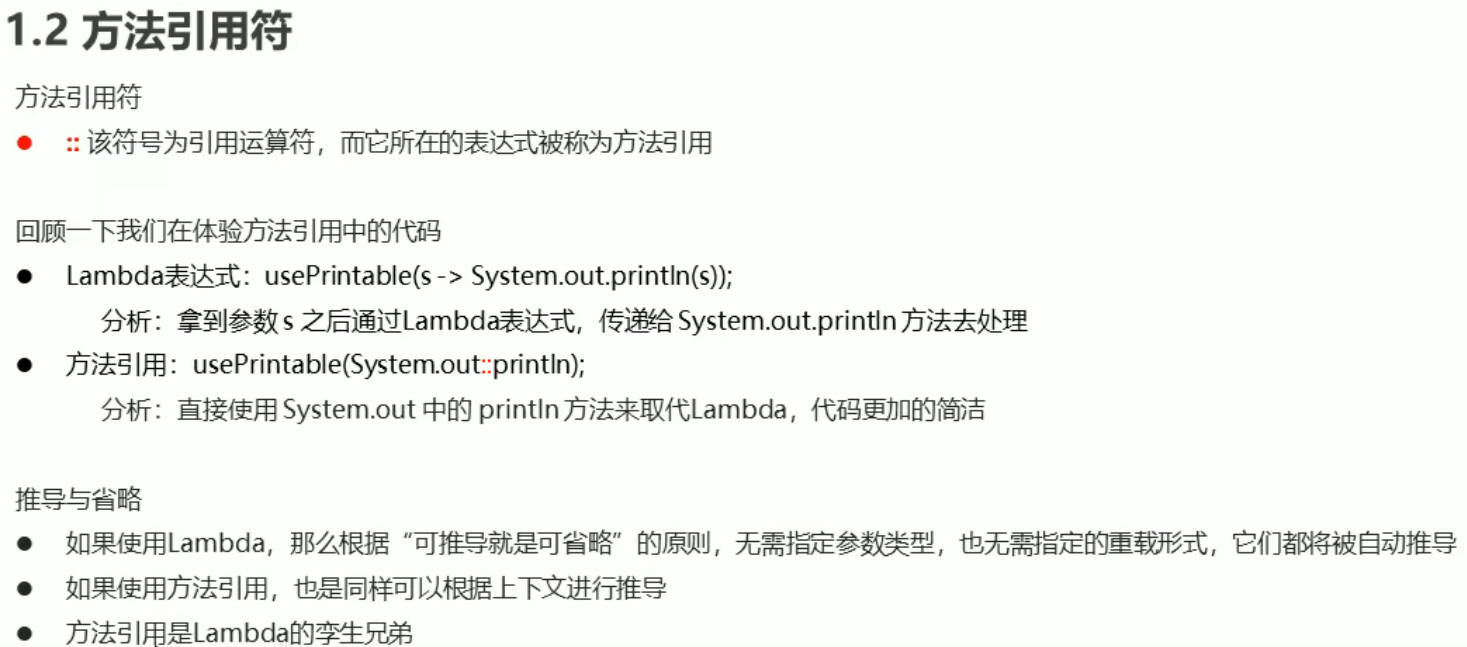 1.2 方法引用符
方法引用符
● :: 该符号为引用运算符，而它所在的表达式被称为方法引用
回顾一下我们在体验方法引用中的代码
● Lambda表达式：usePrintable(s -> System.out.println(s));
分析：拿到参数 s 之后通过Lambda表达式，传递给 System.out.println 方法去处理
● 方法引用：usePrintable(System.out::println);
分析：直接使用 System.out 中的 println 方法来取代Lambda，代码更加的简洁
推导与省略
● 如果使用Lambda，那么根据“可推导就是可省略”的原则，无需指定参数类型，也无需指定的重载形式，它们都将被自动推导
● 如果使用方法引用，也是同样可以根据上下文进行推导
● 方法引用是Lambda的孪生兄弟